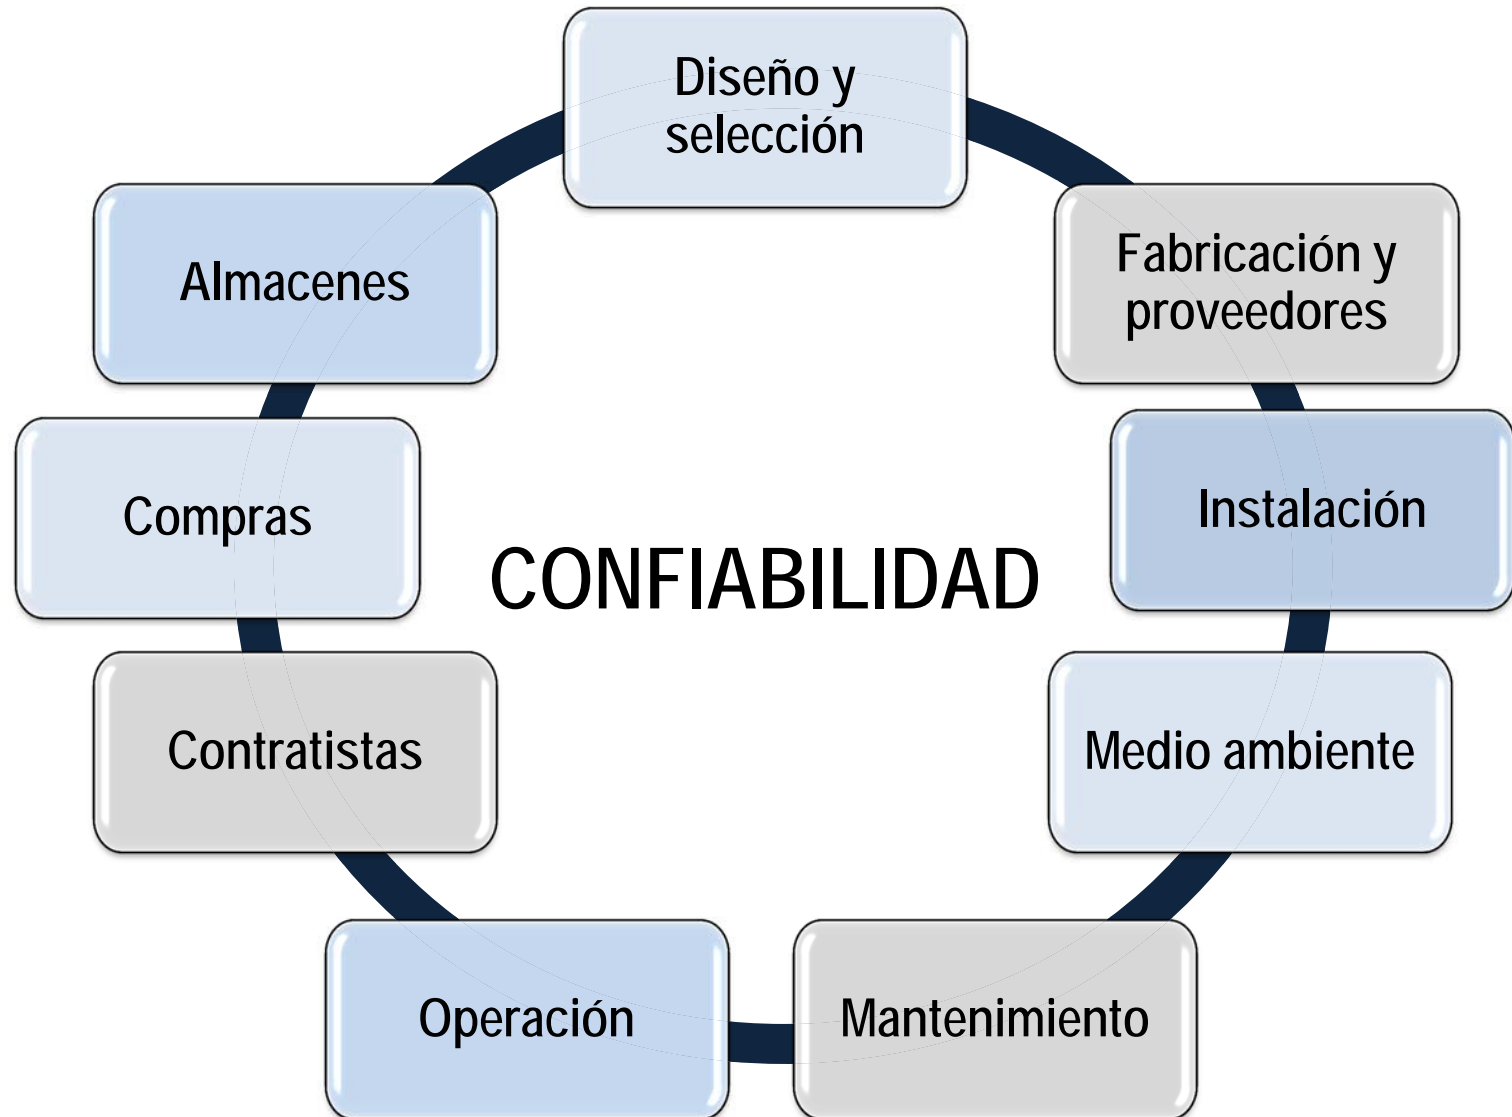 Diseño y
selección
Fabricación y
proveedores
Instalación
Medio ambiente
Mantenimiento
Operación
Contratistas
Compras
Almacenes
CONFIABILIDAD